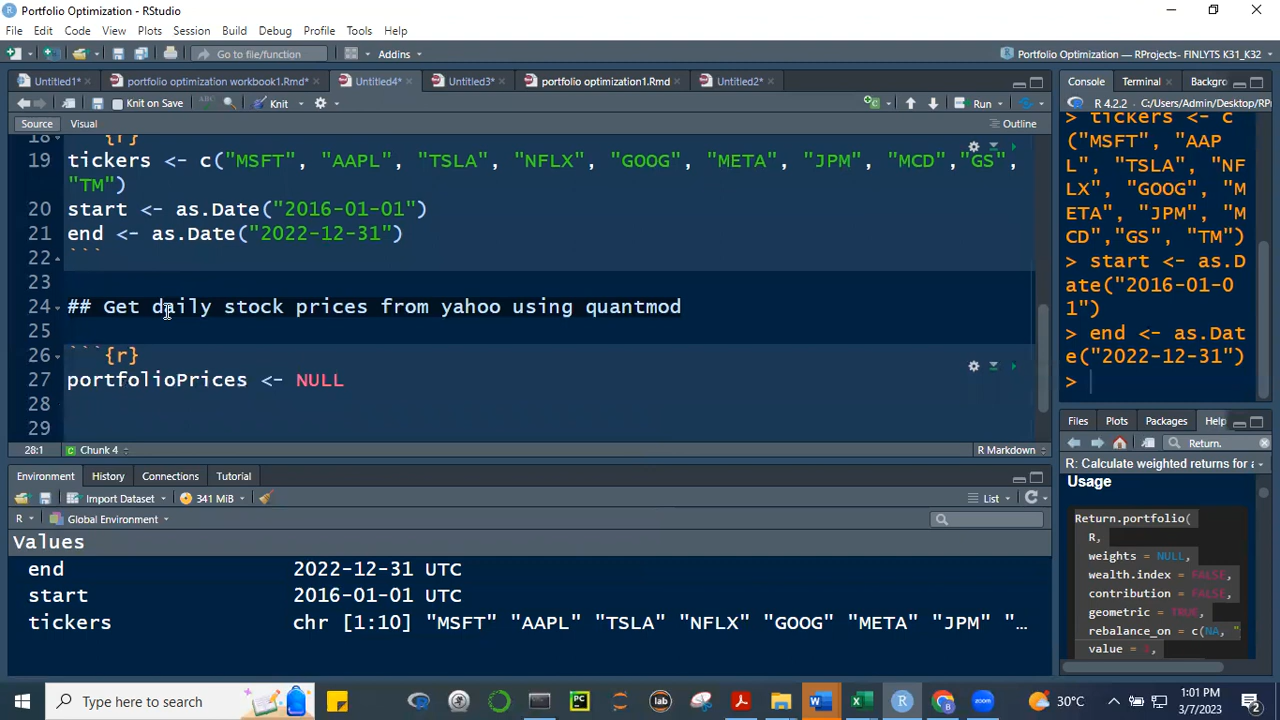 Portfolio Optimization - RStudio
File Edit Code View Plots Session Build Debug Profile Tools Help
Go to file/function Addins Portfolio Optimization — RProjects- FINLYTS K31_K32
Untitled1* portfolio optimization workbook1.Rmd* Untitled4* Untitled3* portfolio optimization1.Rmd Untitled2*
Knit on Save ABC Knit Run
Source Visual Outline
18 {r}
19 tickers <- c("MSFT", "AAPL", "TSLA", "NFLX", "GOOG", "META", "JPM", "MCD","GS",
"TM")
20 start <- as.Date("2016-01-01")
21 end <- as.Date("2022-12-31")
22 ```
23
24 ## Get daily stock prices from yahoo using quantmod
25
26 ```{r}
27 portfolioPrices <- NULL
28
29
28:1 Chunk 4 R Markdown
Console Terminal Backgro
R 4.2.2 · C:/Users/Admin/Desktop/RPr
> tickers <- c
("MSFT", "AAP
L", "TSLA", "NF
LX", "GOOG", "M
ETA", "JPM", "M
CD","GS", "TM")
> start <- as.D
ate("2016-01-0
1")
> end <- as.Dat
e("2022-12-31")
>
Environment History Connections Tutorial
Import Dataset 341 MiB List
R Global Environment
Values
end 2022-12-31 UTC
start 2016-01-01 UTC
tickers chr [1:10] "MSFT" "AAPL" "TSLA" "NFLX" "GOOG" "META" "JPM" "...
Files Plots Packages Help
Return.
R: Calculate weighted returns for a
Usage
Return.portfolio(
R,
weights = NULL,
wealth.index = FALSE,
contribution = FALSE,
geometric = TRUE,
rebalance_on = c(NA, "
value = 1,
Type here to search
lab
30°C
1:01 PM
3/7/2023
2